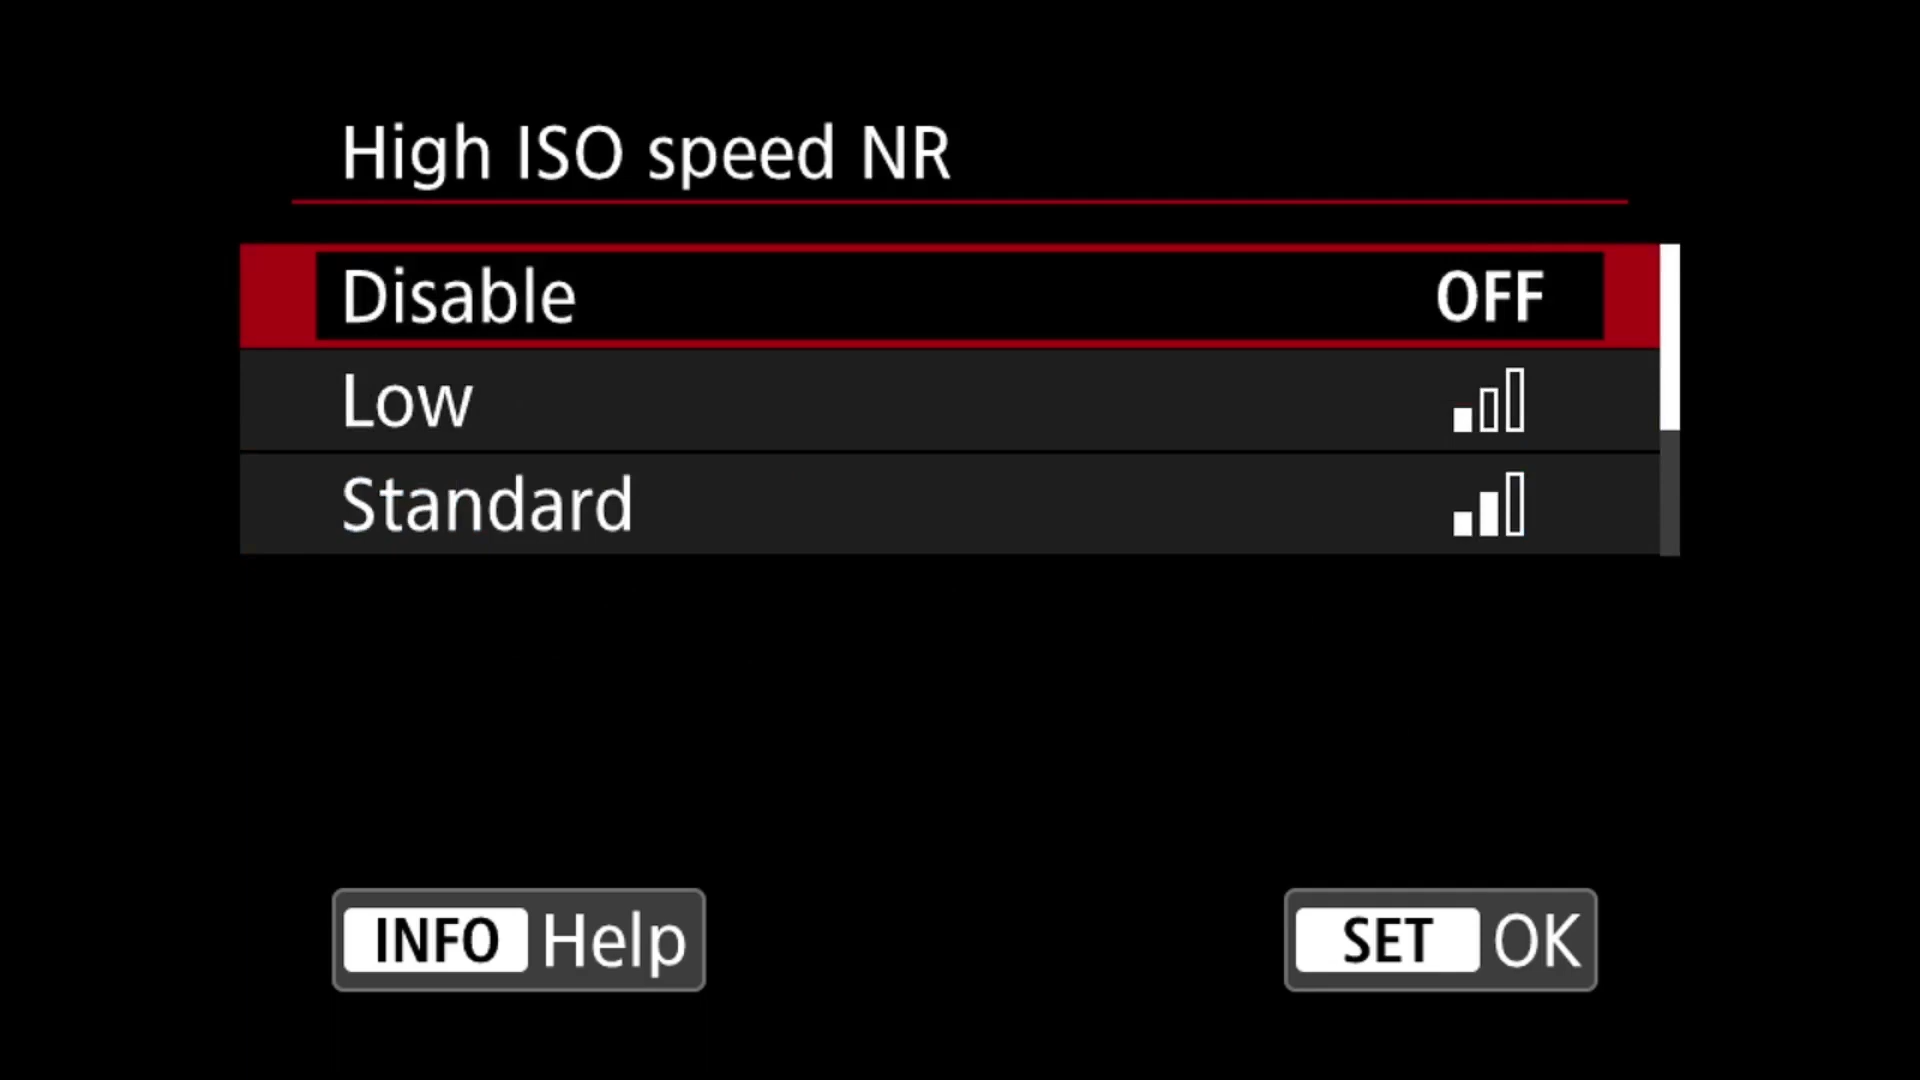 High ISO speed NR
Disable OFF
Low
Standard
INFO Help SET OK